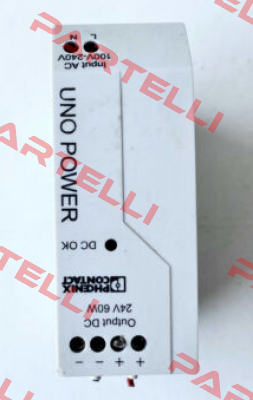 N L
Input AC
100V-240V
UNO POWER
DC OK
PHOENIX
CONTACT
Output DC
24V 60W
- - + +
PARTELLI
PARTELLI
PARTELLI